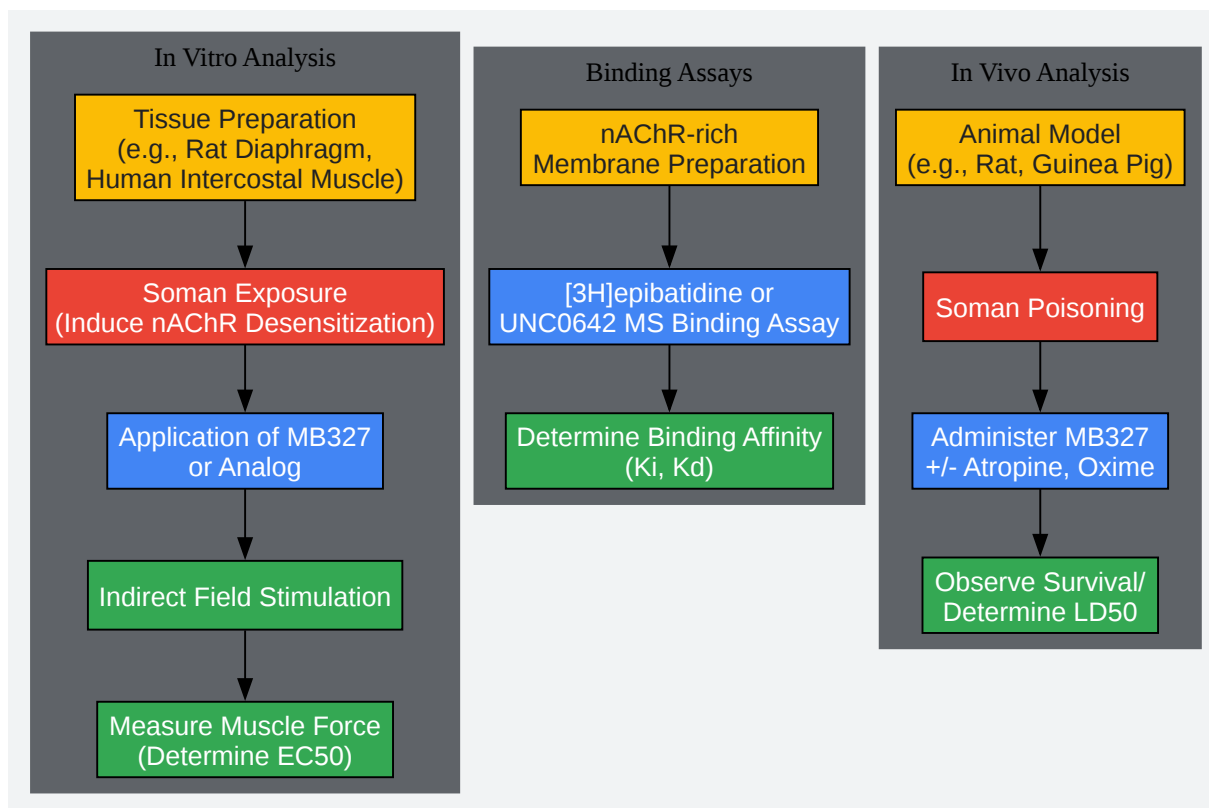 In Vitro Analysis
Tissue Preparation
(e.g., Rat Diaphragm,
Human Intercostal Muscle)
Soman Exposure
(Induce nAChR Desensitization)
Application of MB327
or Analog
Indirect Field Stimulation
Measure Muscle Force
(Determine EC50)
Binding Assays
nAChR-rich
Membrane Preparation
[3H]epibatidine or
UNC0642 MS Binding Assay
Determine Binding Affinity
(Ki, Kd)
In Vivo Analysis
Animal Model
(e.g., Rat, Guinea Pig)
Soman Poisoning
Administer MB327
+/- Atropine, Oxime
Observe Survival/
Determine LD50